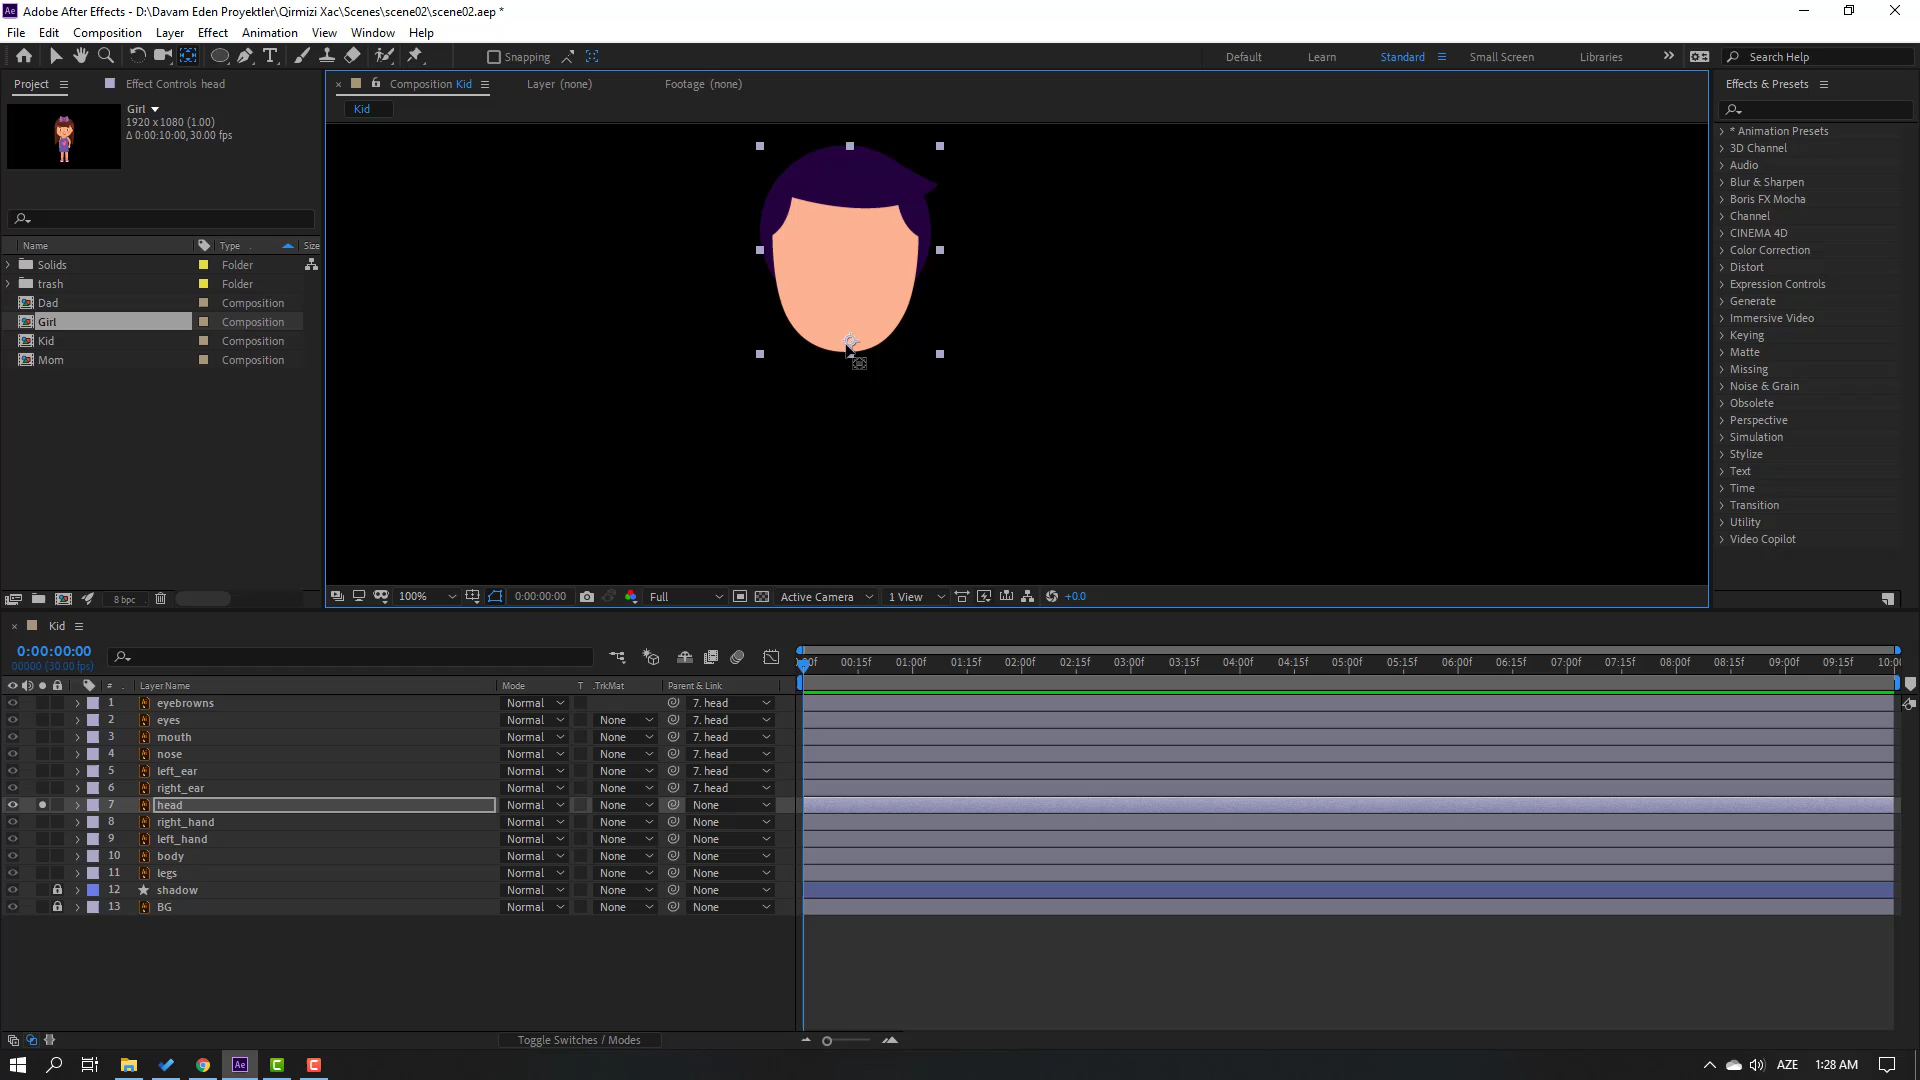 Adobe After Effects - D:\Davam Eden Proyektler\Qirmizi Xac\Scenes\scene02\scene02.aep *
File Edit Composition Layer Effect Animation View Window Help
Snapping Default Learn Standard Small Screen Libraries Search Help
Project Effect Controls head Composition Kid Layer (none) Footage (none) Effects & Presets
Kid
Girl
1920 x 1080 (1.00)
Δ 0:00:10:00, 30.00 fps
Name Type Size
Solids Folder
trash Folder
Dad Composition
Girl Composition
Kid Composition
Mom Composition
8 bpc
* Animation Presets
3D Channel
Audio
Blur & Sharpen
Boris FX Mocha
Channel
CINEMA 4D
Color Correction
Distort
Expression Controls
Generate
Immersive Video
Keying
Matte
Missing
Noise & Grain
Obsolete
Perspective
Simulation
Stylize
Text
Time
Transition
Utility
Video Copilot
100% 0:00:00:00 Full Active Camera 1 View +0.0
Kid
0:00:00:00
00000 (30.00 fps)
:00f 00:15f 01:00f 01:15f 02:00f 02:15f 03:00f 03:15f 04:00f 04:15f 05:00f 05:15f 06:00f 06:15f 07:00f 07:15f 08:00f 08:15f 09:00f 09:15f 10:00
# Layer Name Mode T .TrkMat Parent & Link
1 eyebrowns Normal 7. head
2 eyes Normal None 7. head
3 mouth Normal None 7. head
4 nose Normal None 7. head
5 left_ear Normal None 7. head
6 right_ear Normal None 7. head
7 head Normal None None
8 right_hand Normal None None
9 left_hand Normal None None
10 body Normal None None
11 legs Normal None None
12 shadow Normal None None
13 BG Normal None None
Toggle Switches / Modes
AZE 1:28 AM